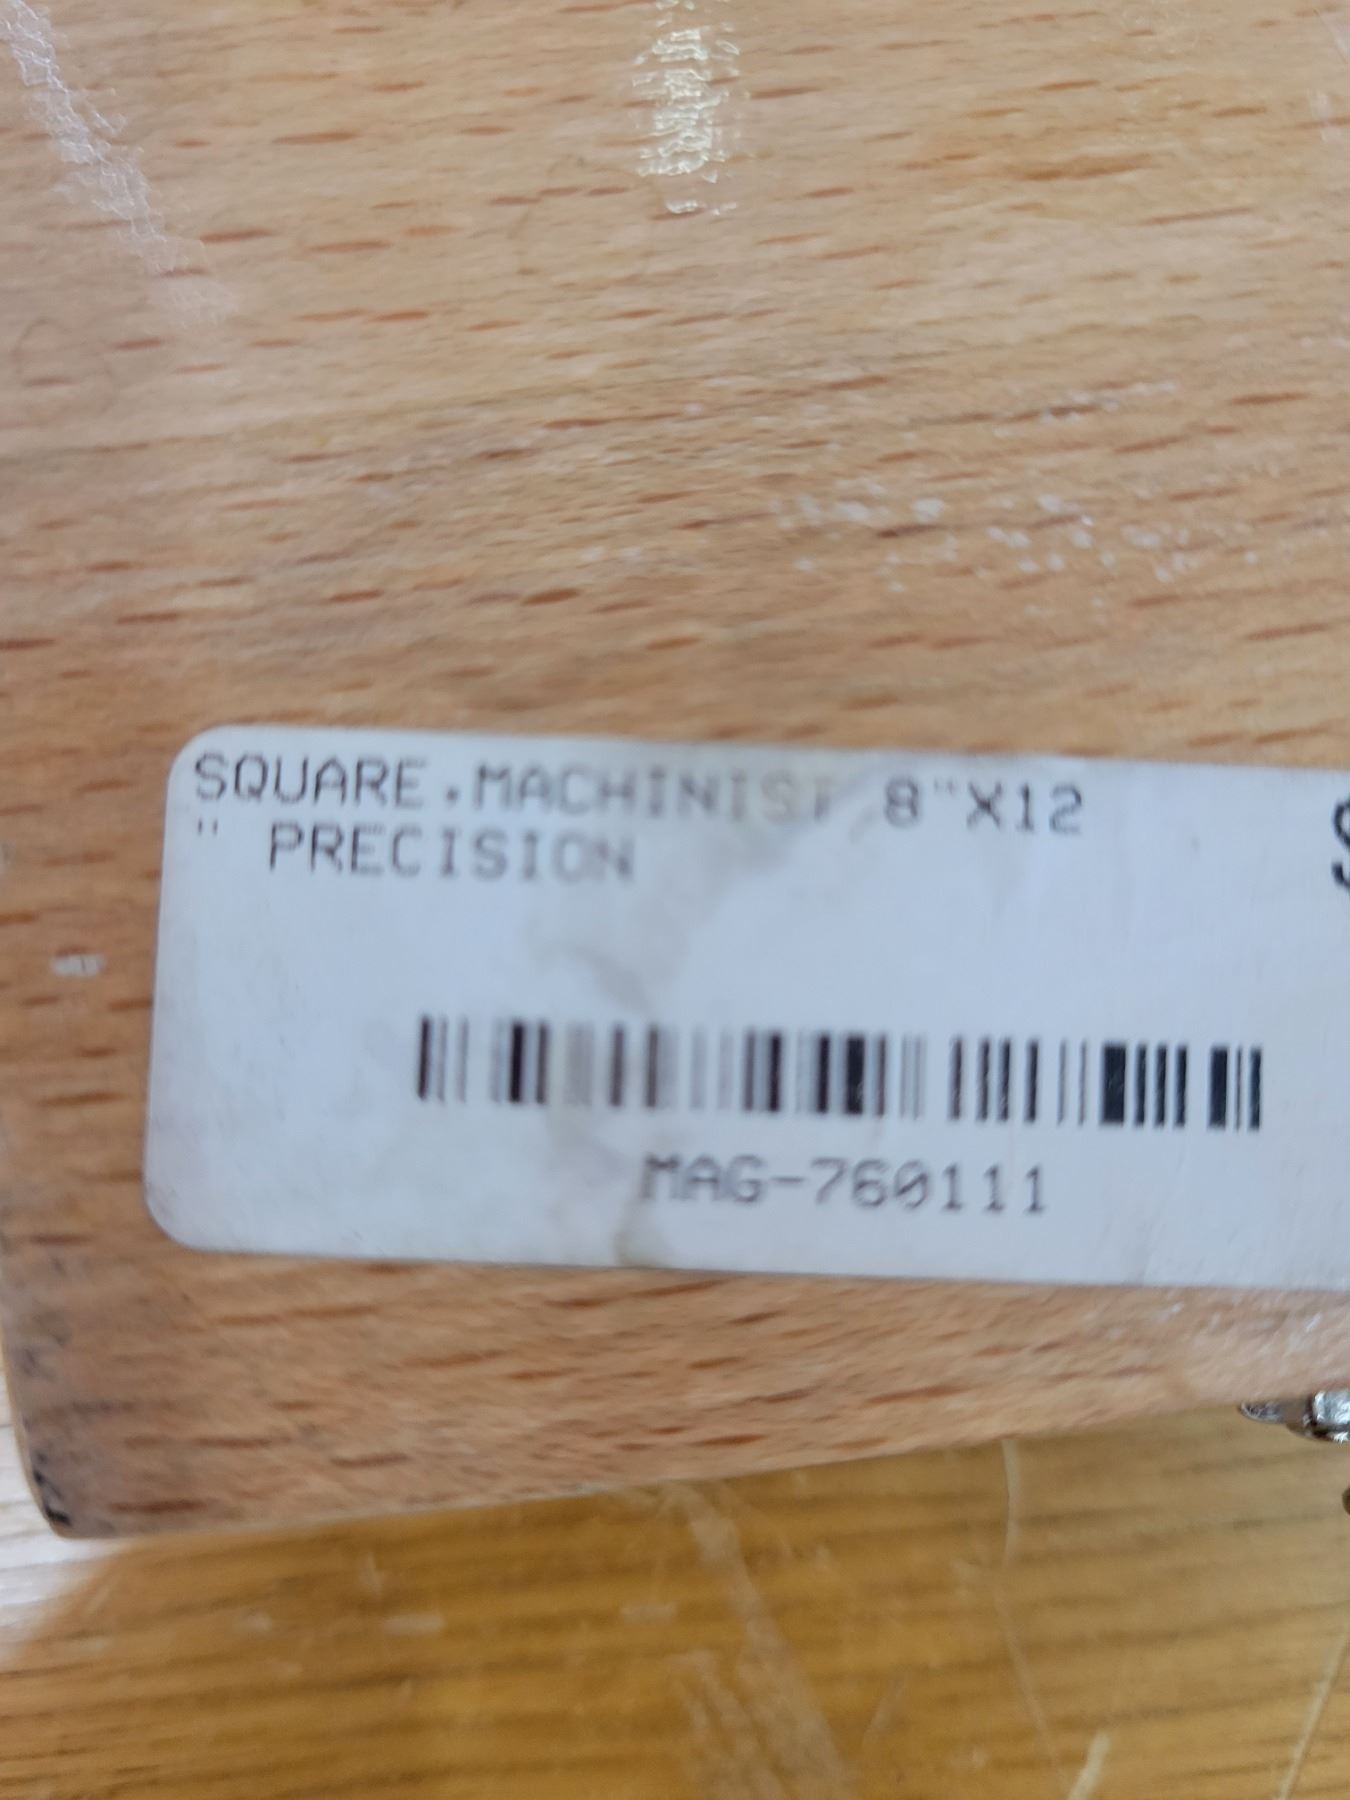 SQUARE.MACHINIST 8"X12
" PRECISION
MAG-760111